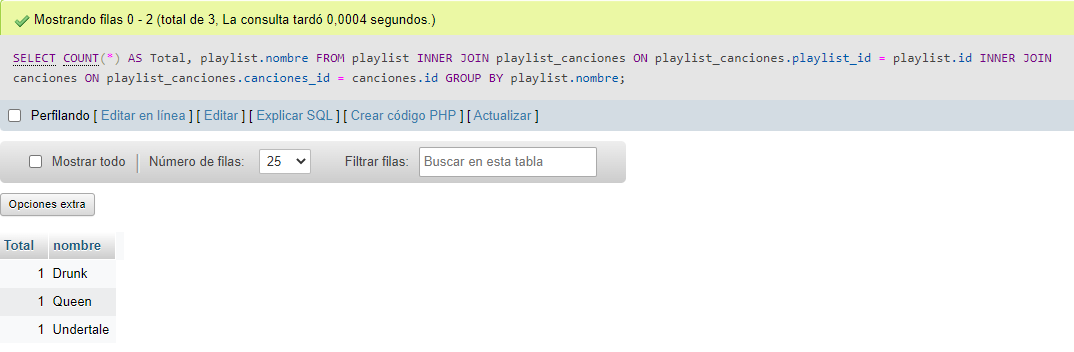 Mostrando filas 0 - 2 (total de 3, La consulta tardó 0,0004 segundos.)
SELECT COUNT(*) AS Total, playlist.nombre FROM playlist INNER JOIN playlist_canciones ON playlist_canciones.playlist_id = playlist.id INNER JOIN
canciones ON playlist_canciones.canciones_id = canciones.id GROUP BY playlist.nombre;
Perfilando [ Editar en línea ] [ Editar ] [ Explicar SQL ] [ Crear código PHP ] [ Actualizar ]
Mostrar todo | Número de filas: 25 Filtrar filas: Buscar en esta tabla
Opciones extra
Total nombre
1 Drunk
1 Queen
1 Undertale